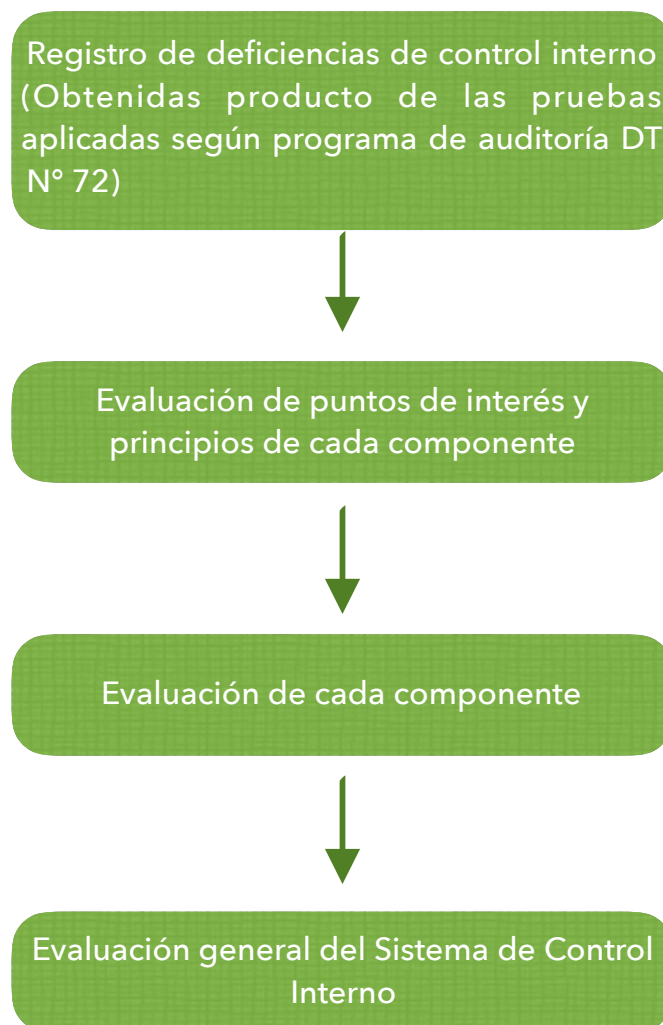 Registro de deficiencias de control interno
(Obtenidas producto de las pruebas
aplicadas según programa de auditoría DT
N° 72)
Evaluación de puntos de interés y
principios de cada componente
Evaluación de cada componente
Evaluación general del Sistema de Control
Interno